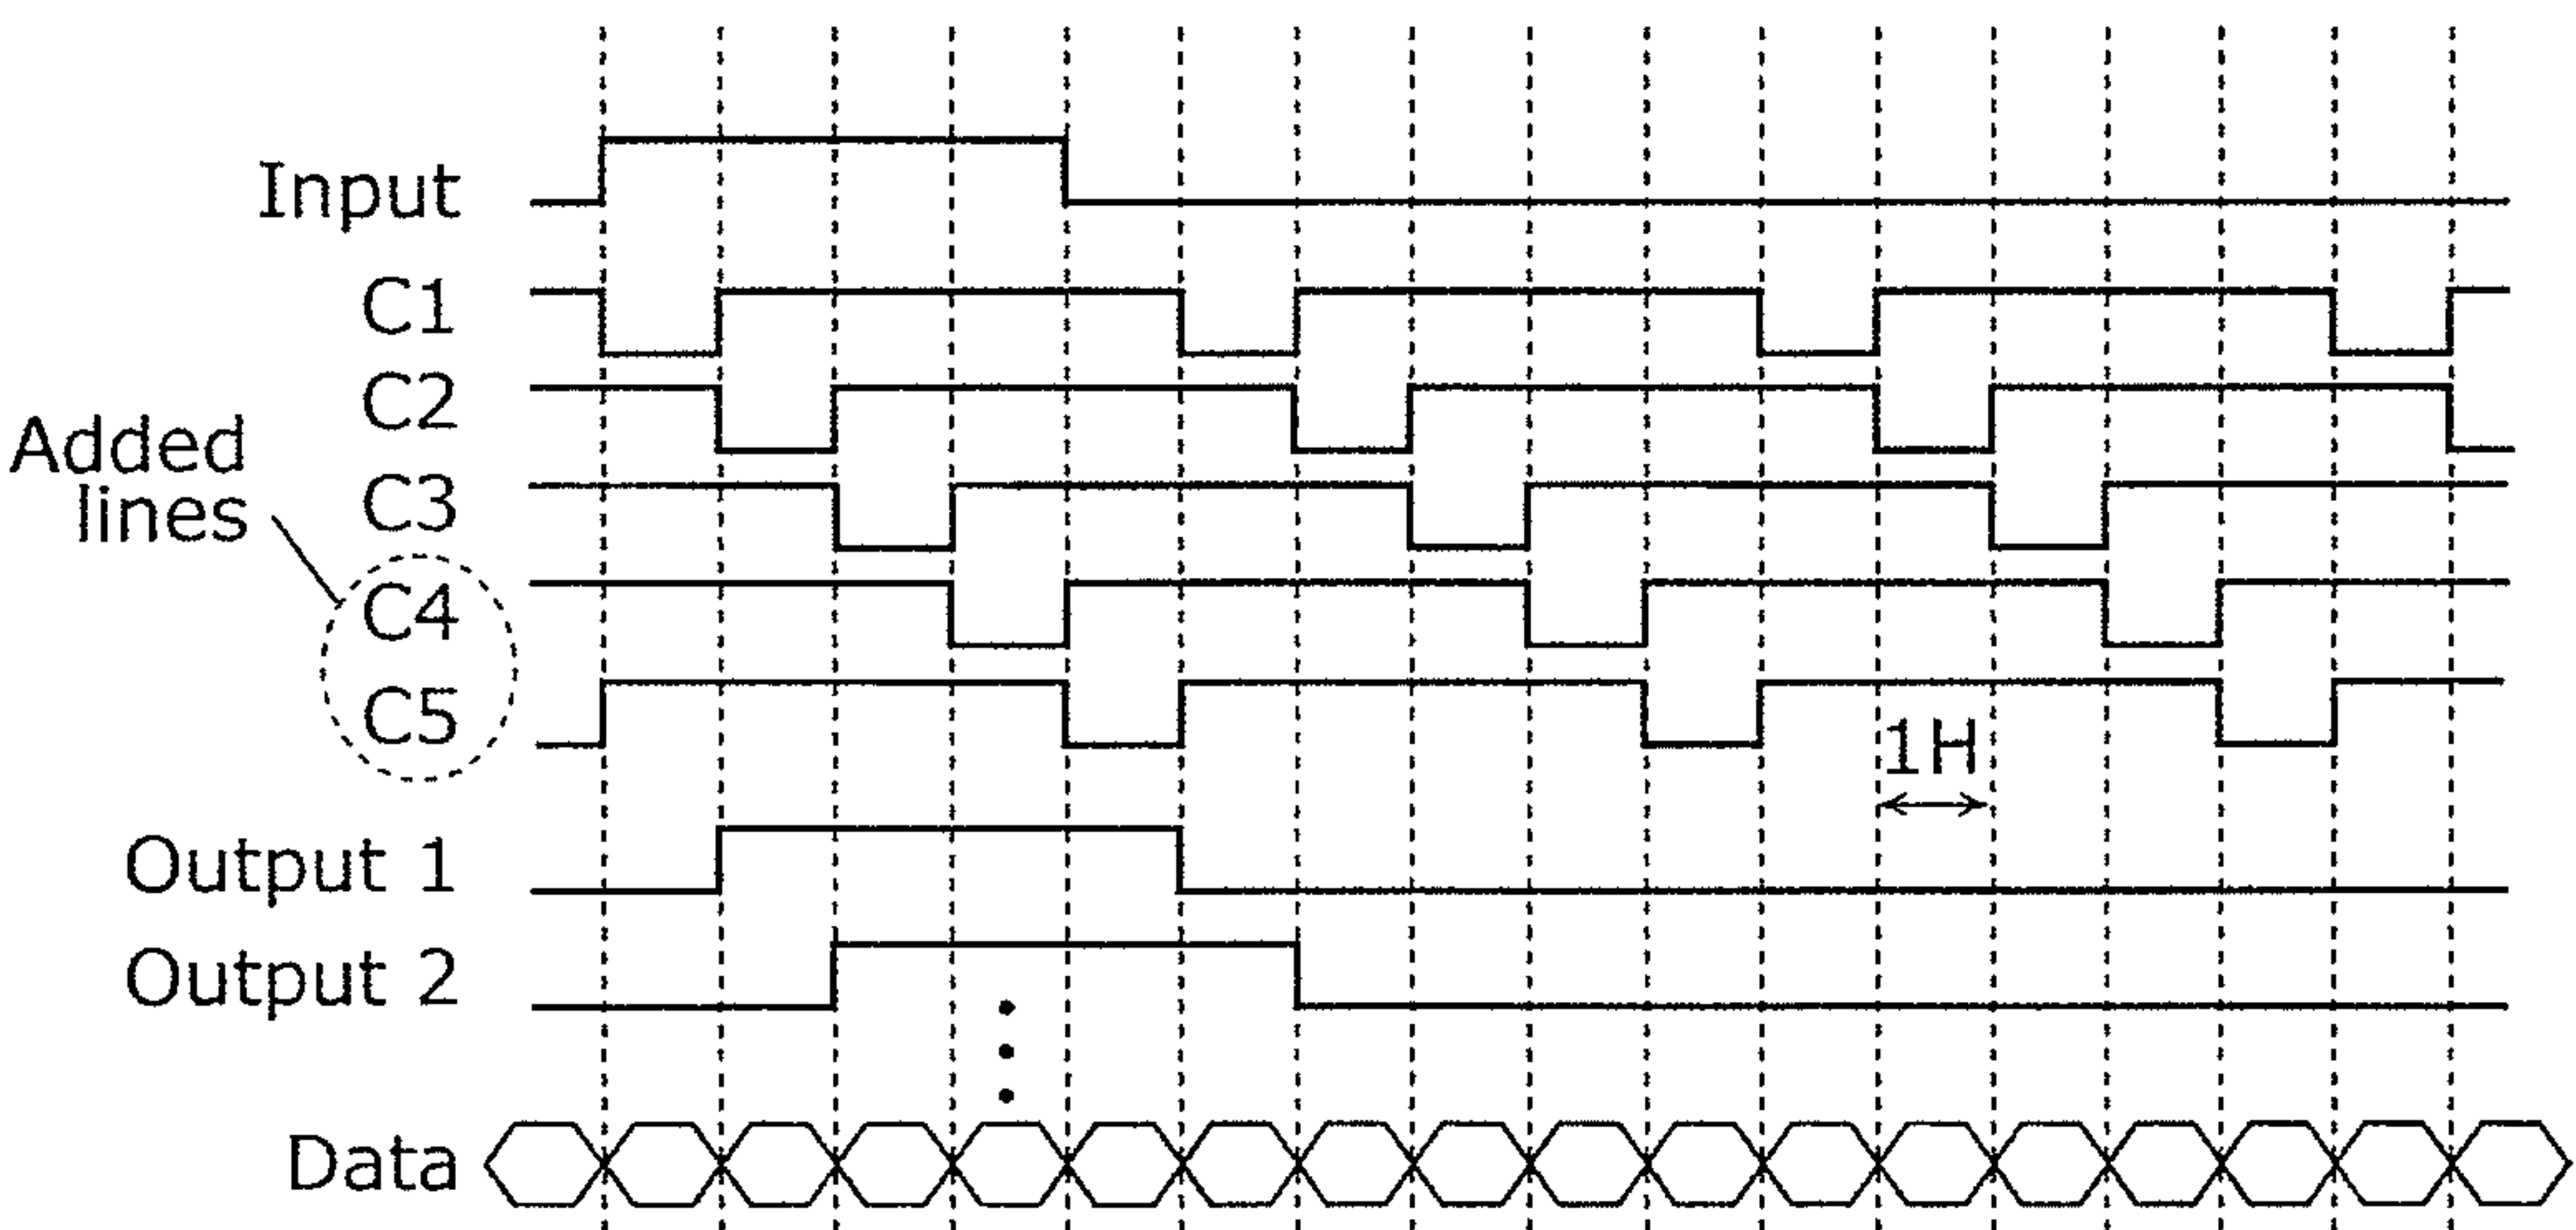 Input
C1
C2
Added
lines
C3
C4
C5
1H
Output 1
Output 2
Data